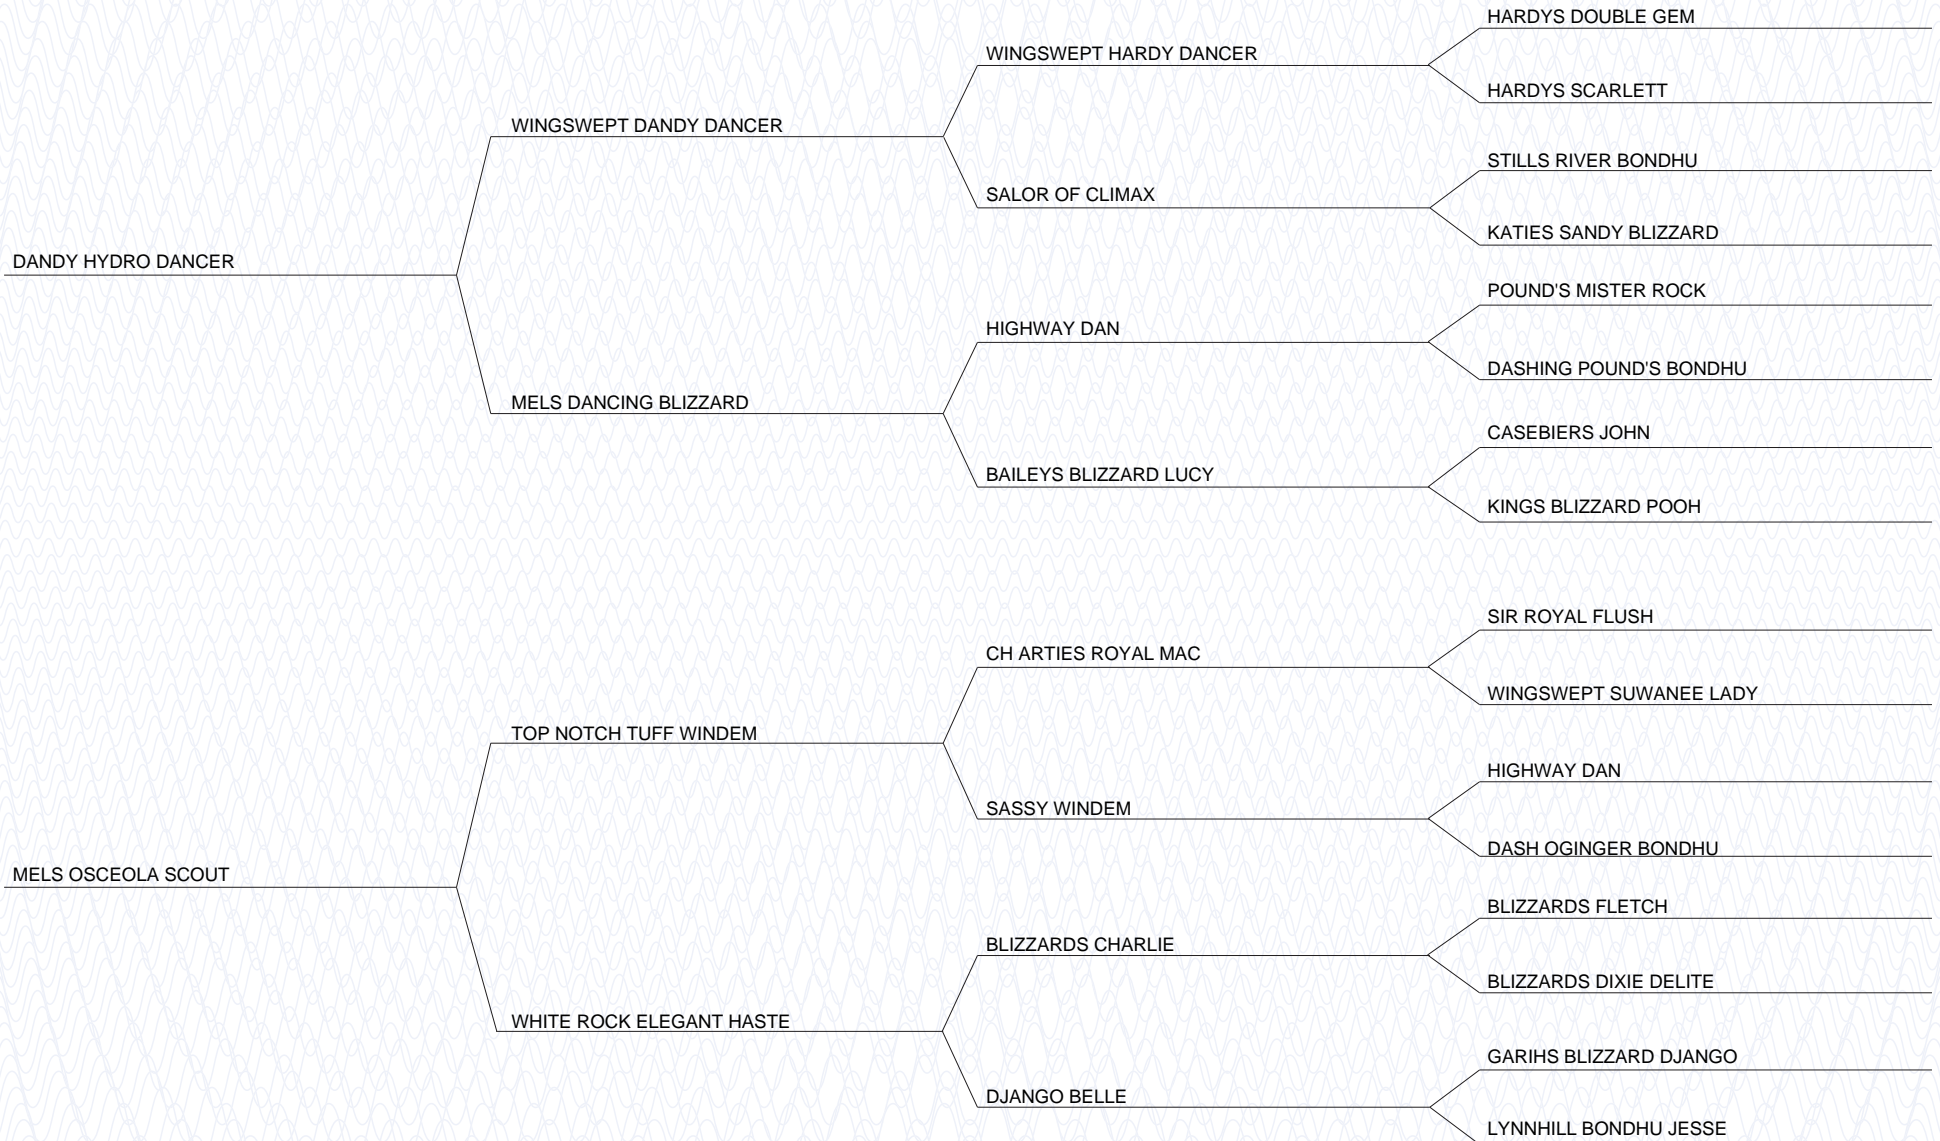 HARDYS DOUBLE GEM
WINGSWEPT HARDY DANCER
HARDYS SCARLETT
WINGSWEPT DANDY DANCER
STILLS RIVER BONDHU
SALOR OF CLIMAX
KATIES SANDY BLIZZARD
DANDY HYDRO DANCER
POUND'S MISTER ROCK
HIGHWAY DAN
DASHING POUND'S BONDHU
MELS DANCING BLIZZARD
CASEBIERS JOHN
BAILEYS BLIZZARD LUCY
KINGS BLIZZARD POOH
SIR ROYAL FLUSH
CH ARTIES ROYAL MAC
WINGSWEPT SUWANEE LADY
TOP NOTCH TUFF WINDEM
HIGHWAY DAN
SASSY WINDEM
DASH OGINGER BONDHU
MELS OSCEOLA SCOUT
BLIZZARDS FLETCH
BLIZZARDS CHARLIE
BLIZZARDS DIXIE DELITE
WHITE ROCK ELEGANT HASTE
GARIHS BLIZZARD DJANGO
DJANGO BELLE
LYNNHILL BONDHU JESSE